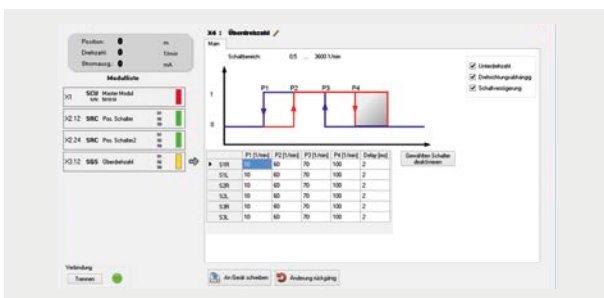 Position: 0 m
Drehzahl: 0 1/min
Stromausg.: 0 mA
Modulliste
X1 SCU Master Modul
X2.12 SRC Pos. Schalter
X2.24 SRC Pos. Schalter2
X3.12 SGS Überdrehzahl
Verbindung
Trennen
X4 : Überdrehzahl
Main
Schaltbereich: 0.5 ... 3600 1/min
Unterdrehzahl
Drehrichtungsabhängig
Schaltverzögerung
P1 P2 P3 P4
1
0
P1 [1/min] P2 [1/min] P3 [1/min] P4 [1/min] Delay [ms]
S1R 10 60 70 100 2
S1L 10 60 70 100 2
S2R 10 60 70 100 2
S2L 10 60 70 100 2
S3R 10 60 70 100 2
S3L 10 60 70 100 2
Gewählten Schalter
deaktivieren
An Gerät schreiben
Änderung rückgängig